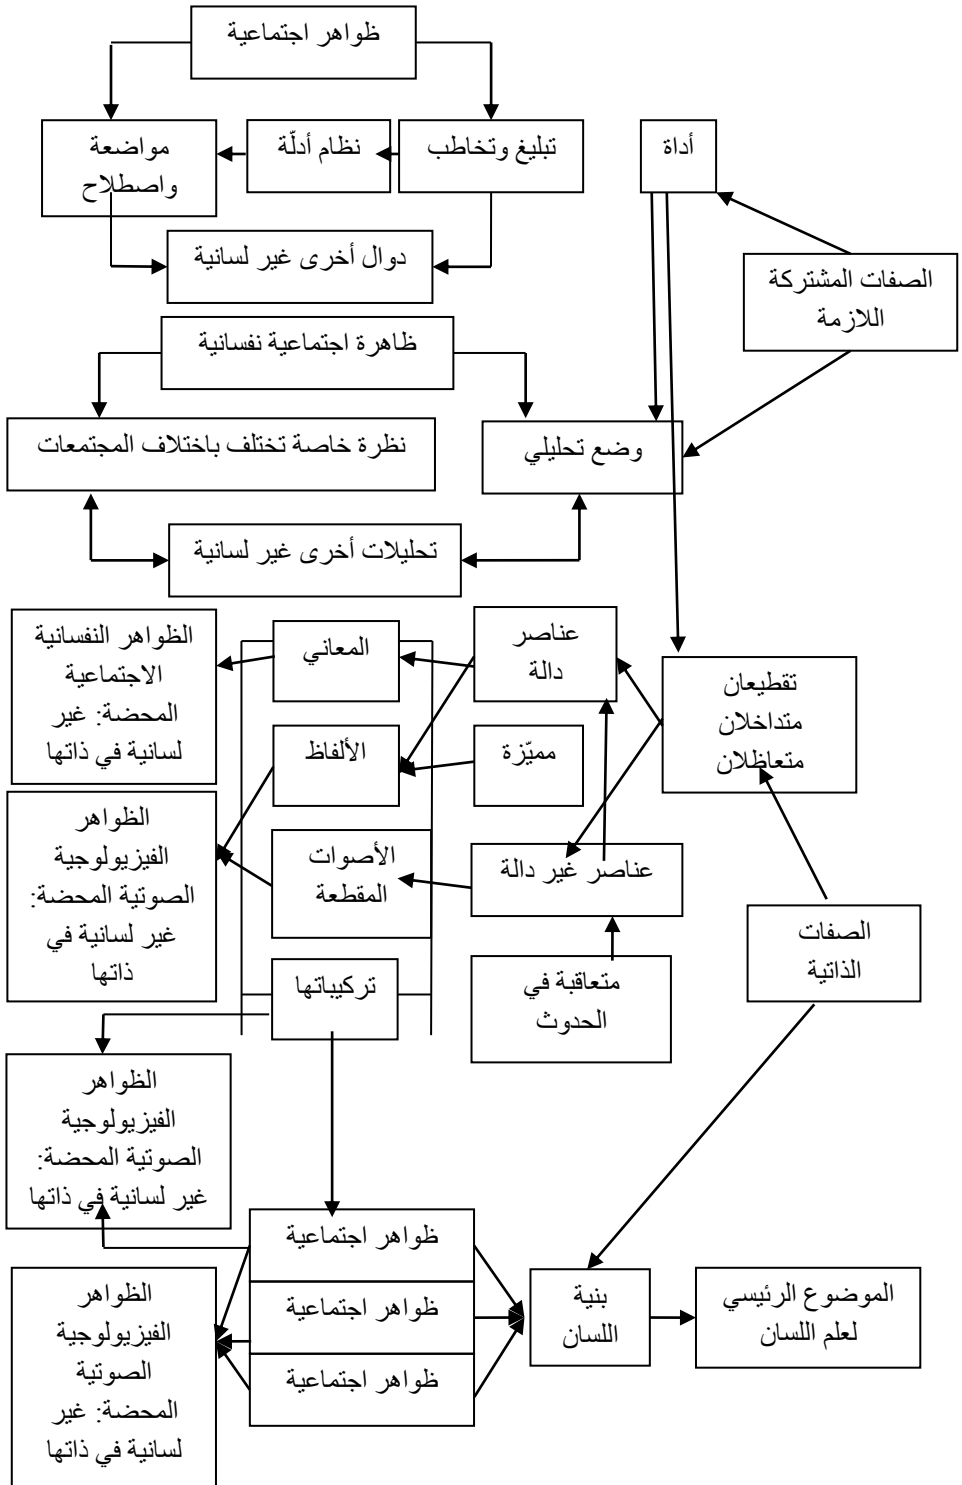 ظواهر اجتماعية
أداة
تبليغ وتخاطب
نظام أدلّة
مواضعة
واصطلاح
دوال أخرى غير لسانية
الصفات المشتركة
اللازمة
ظاهرة اجتماعية نفسانية
وضع تحليلي
نظرة خاصة تختلف باختلاف المجتمعات
تحليلات أخرى غير لسانية
تقطيعان
متداخلان
متعاظلان
عناصر
دالة
المعاني
الظواهر النفسانية
الاجتماعية
المحضة: غير
لسانية في ذاتها
مميّزة
الألفاظ
الظواهر
الفيزيولوجية
الصوتية المحضة:
غير لسانية في
ذاتها
عناصر غير دالة
الأصوات
المقطعة
الصفات
الذاتية
متعاقبة في
الحدوث
تركيباتها
الظواهر
الفيزيولوجية
الصوتية المحضة:
غير لسانية في ذاتها
ظواهر اجتماعية
ظواهر اجتماعية
ظواهر اجتماعية
الموضوع الرئيسي
لعلم اللسان
بنية
اللسان
الظواهر
الفيزيولوجية
الصوتية
المحضة: غير
لسانية في ذاتها